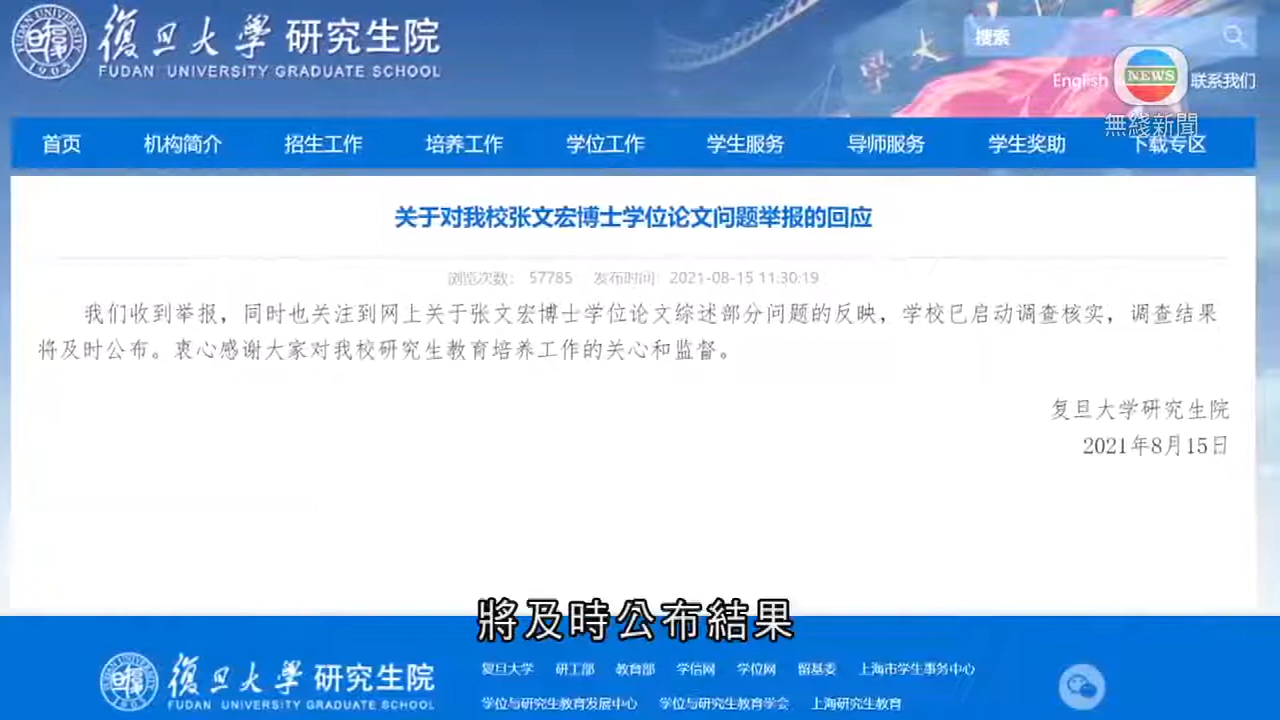 復旦大學 研究生院
FUDAN UNIVERSITY GRADUATE SCHOOL
FUDAN UNIVERSITY
1905
大学
搜索
English
NEWS
联系我们
無綫新聞
首页 机构简介 招生工作 培养工作 学位工作 学生服务 导师服务 学生奖助 下载专区
关于对我校张文宏博士学位论文问题举报的回应
浏览次数: 57785 发布时间: 2021-08-15 11:30:19
我们收到举报，同时也关注到网上关于张文宏博士学位论文综述部分问题的反映，学校已启动调查核实，调查结果
将及时公布。衷心感谢大家对我校研究生教育培养工作的关心和监督。
复旦大学研究生院
2021年8月15日
將及時公布結果
復旦大學 研究生院
FUDAN UNIVERSITY GRADUATE SCHOOL
复旦大学 研工部 教育部 学信网 学位网 留基委 上海市学生事务中心
学位与研究生教育发展中心 学位与研究生教育学会 上海研究生教育